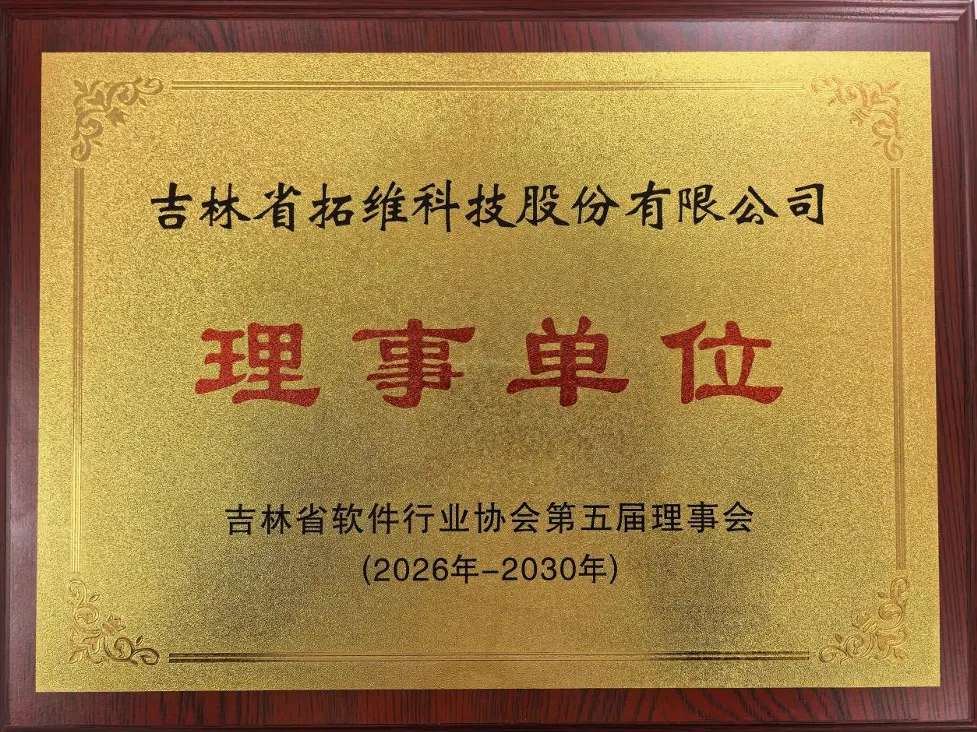 吉林省拓维科技股份有限公司
理事单位
吉林省软件行业协会第五届理事会
(2026年-2030年)